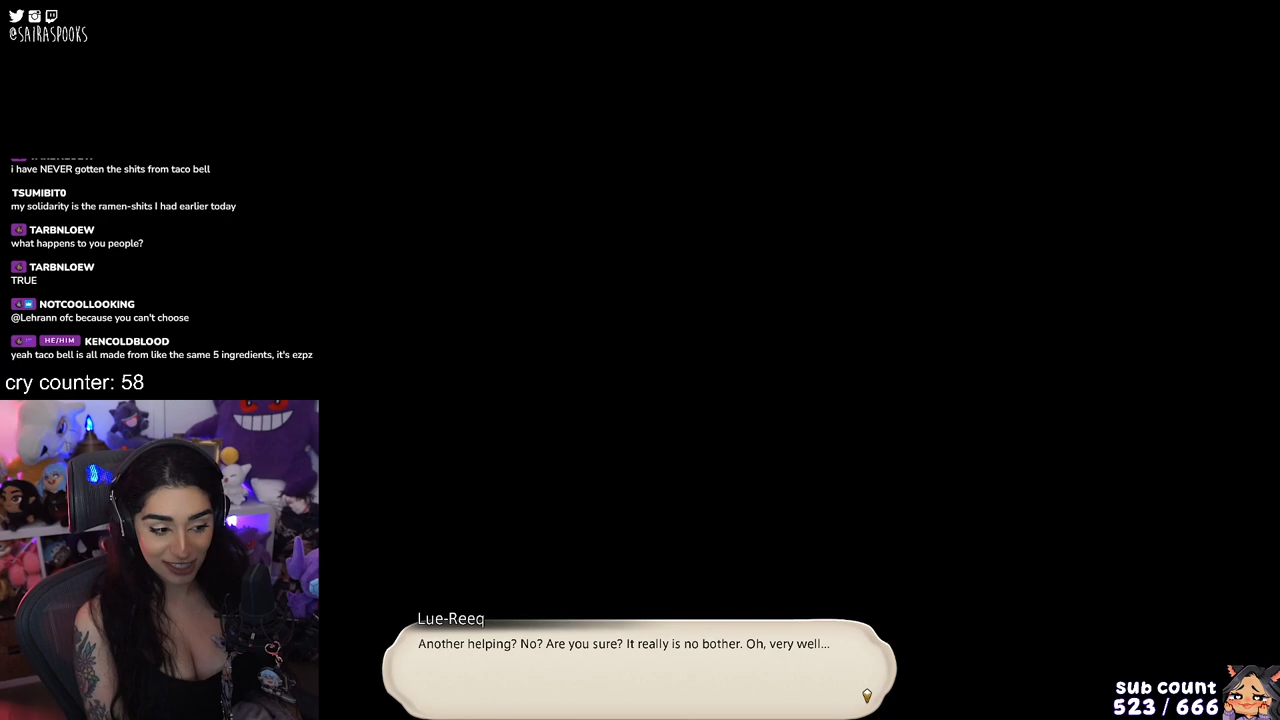 @SAIRASPOOKS
i have NEVER gotten the shits from taco bell
TSUMIBIT0
my solidarity is the ramen-shits I had earlier today
TARBNLOEW
what happens to you people?
TARBNLOEW
TRUE
NOTCOOLLOOKING
@Lehrann ofc because you can't choose
HE/HIM KENCOLDBLOOD
yeah taco bell is all made from like the same 5 ingredients, it's ezpz
cry counter: 58
Lue-Reeq
Another helping? No? Are you sure? It really is no bother. Oh, very well...
sub count
523 / 666